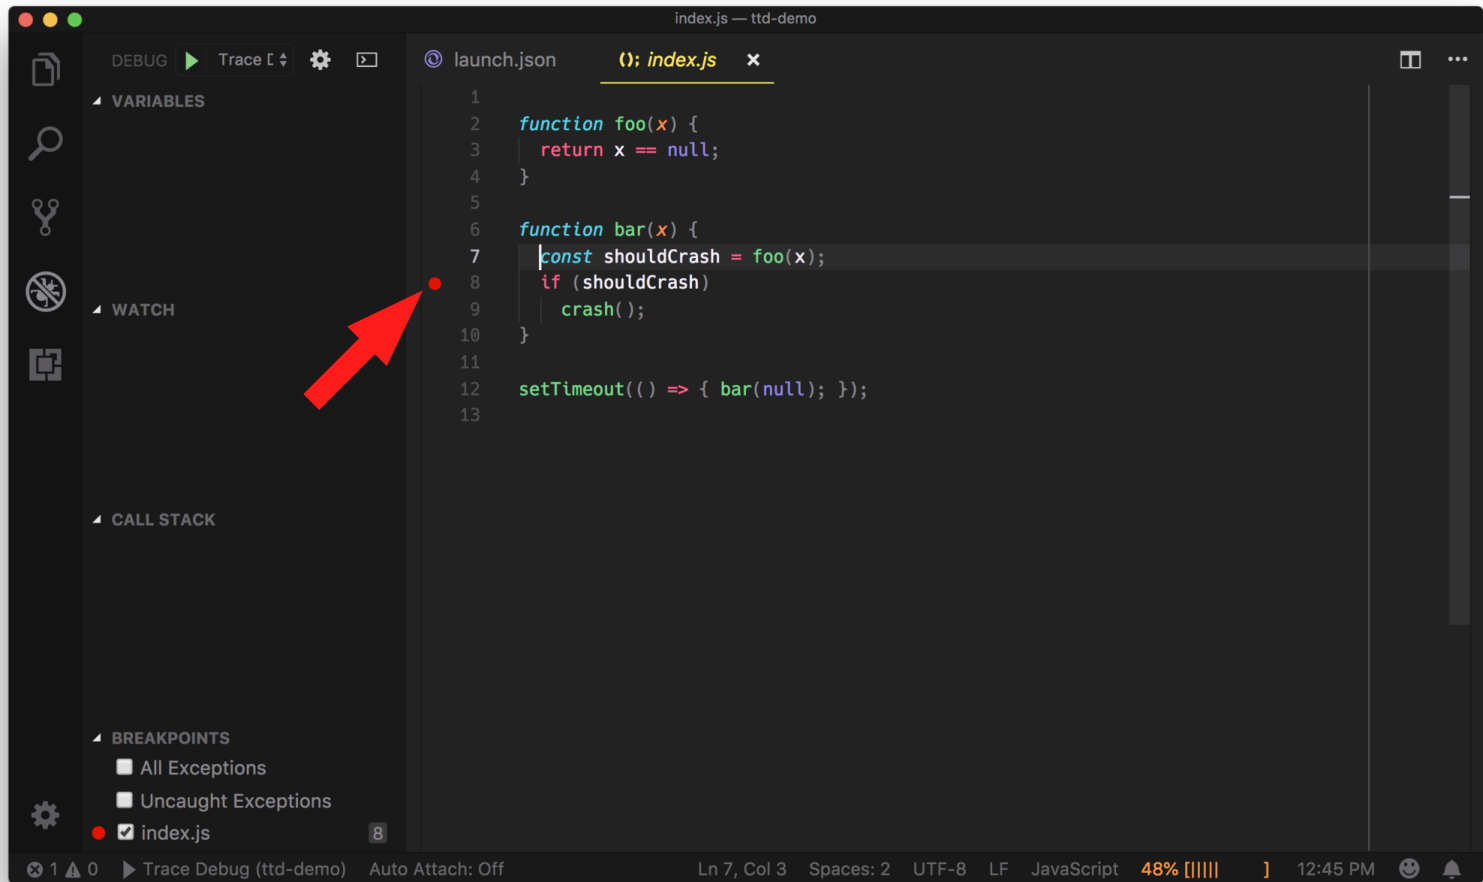 index.js — ttd-demo
DEBUG Trace D
launch.json
(); index.js
VARIABLES
WATCH
CALL STACK
BREAKPOINTS
All Exceptions
Uncaught Exceptions
index.js 8
1
2 function foo(x) {
3 return x == null;
4 }
5
6 function bar(x) {
7 const shouldCrash = foo(x);
8 if (shouldCrash)
9 crash();
10 }
11
12 setTimeout(() => { bar(null); });
13
1 0 Trace Debug (ttd-demo) Auto Attach: Off Ln 7, Col 3 Spaces: 2 UTF-8 LF JavaScript 48% [||||| ] 12:45 PM